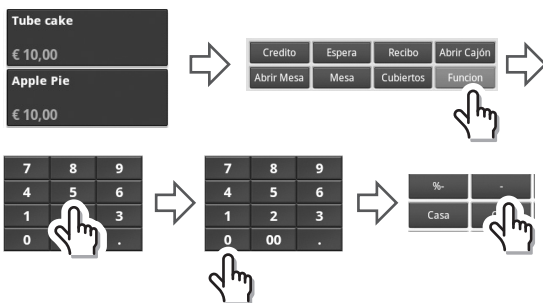 Tube cake
€ 10,00
Apple Pie
€ 10,00
Credito Espera Recibo Abrir Cajón
Abrir Mesa Mesa Cubiertos Funcion
7 8 9
4 5 6
1 3
0 .
7 8 9
4 5 6
1 2 3
0 00 .
%- -
Casa